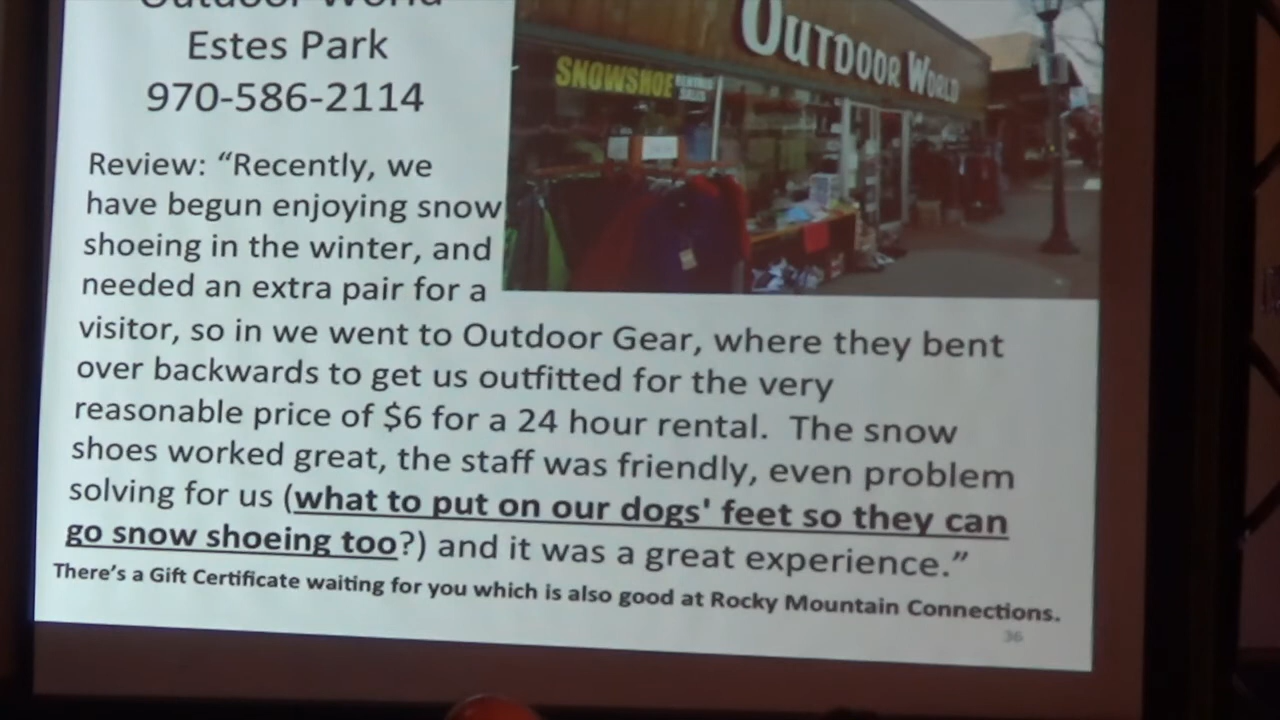 Outdoor World
Estes Park
970-586-2114
OUTDOOR WORLD
SNOWSHOE RENTALS
SALES
Review: “Recently, we
have begun enjoying snow
shoeing in the winter, and
needed an extra pair for a
visitor, so in we went to Outdoor Gear, where they bent
over backwards to get us outfitted for the very
reasonable price of $6 for a 24 hour rental.  The snow
shoes worked great, the staff was friendly, even problem
solving for us (what to put on our dogs' feet so they can
go snow shoeing too?) and it was a great experience.”
There’s a Gift Certificate waiting for you which is also good at Rocky Mountain Connections.
36